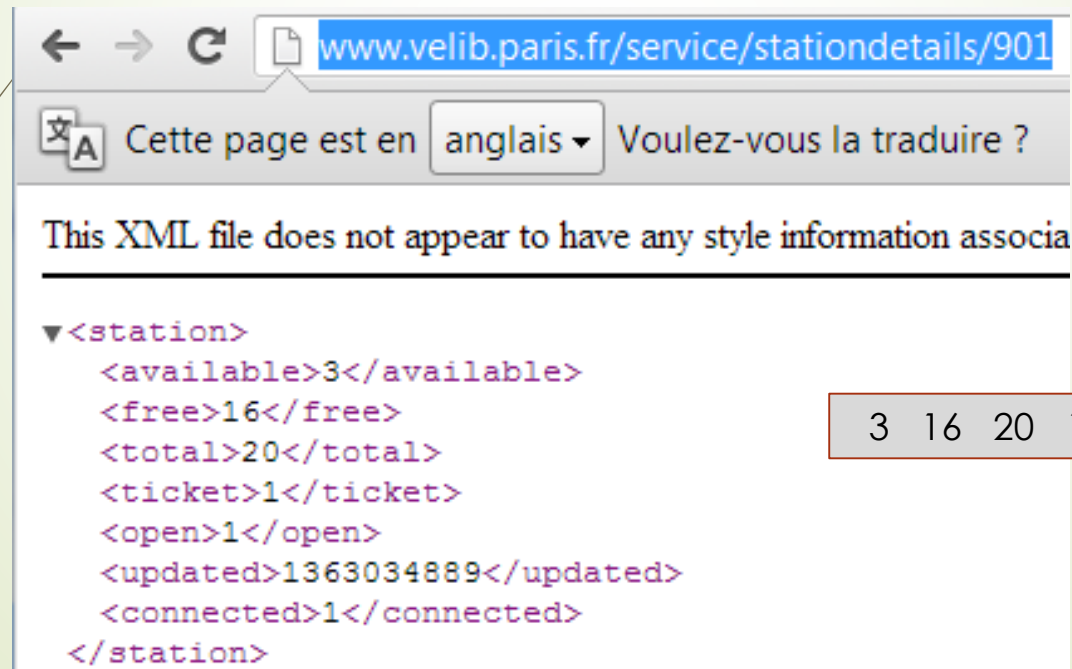 www.velib.paris.fr/service/stationdetails/901
Cette page est en anglais Voulez-vous la traduire ?
This XML file does not appear to have any style information
<station>
<available>3</available>
<free>16</free>
<total>20</total>
<ticket>1</ticket>
<open>1</open>
<updated>1363034889</updated>
<connected>1</connected>
</station>
3 16 20